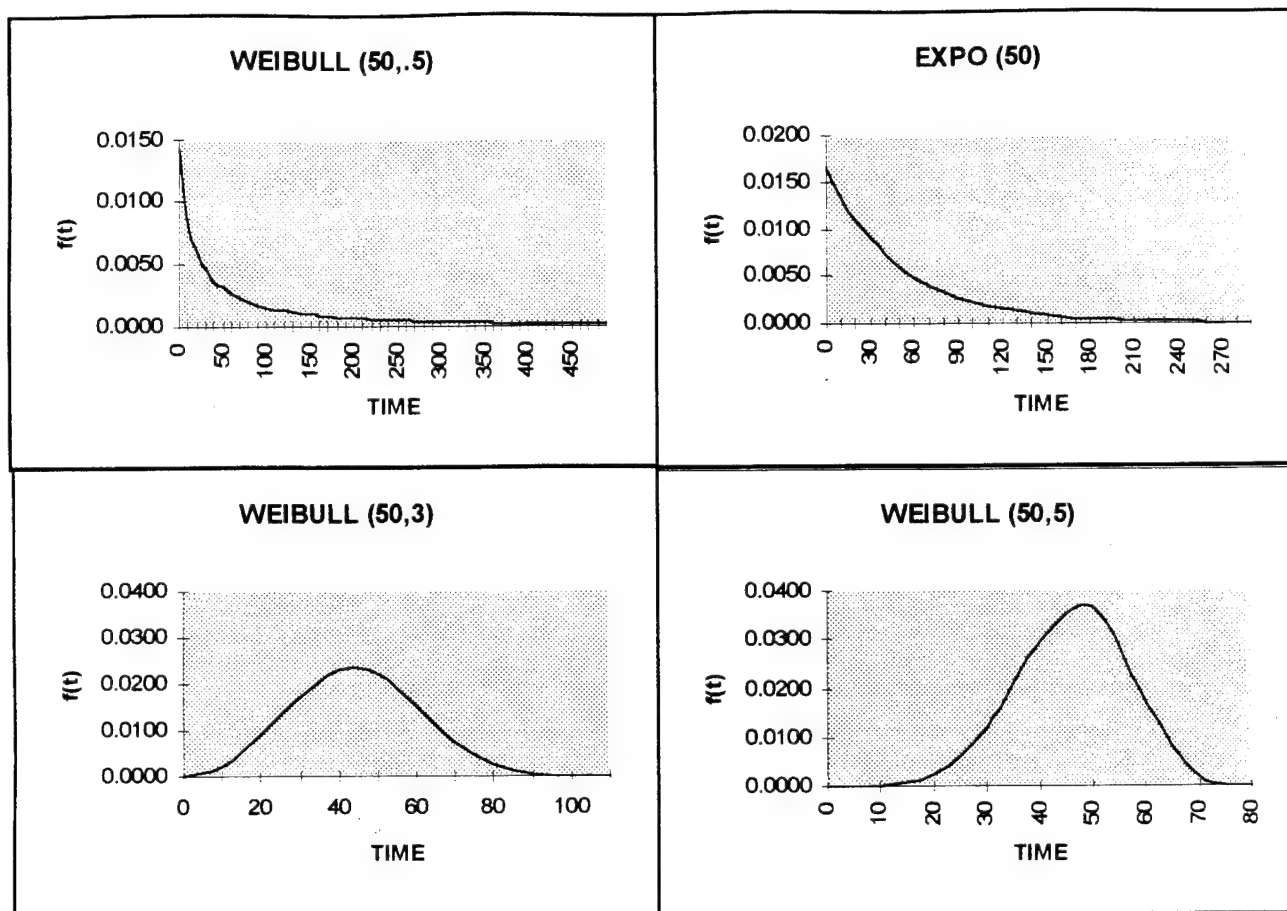 WEIBULL (50,.5)
0.0150
0.0100
0.0050
0.0000
f(t)
0 50 100 150 200 250 300 350 400 450
TIME
EXPO (50)
0.0200
0.0150
0.0100
0.0050
0.0000
f(t)
0 30 60 90 120 150 180 210 240 270
TIME
WEIBULL (50,3)
0.0400
0.0300
0.0200
0.0100
0.0000
f(t)
0 20 40 60 80 100
TIME
WEIBULL (50,5)
0.0400
0.0300
0.0200
0.0100
0.0000
f(t)
0 10 20 30 40 50 60 70 80
TIME